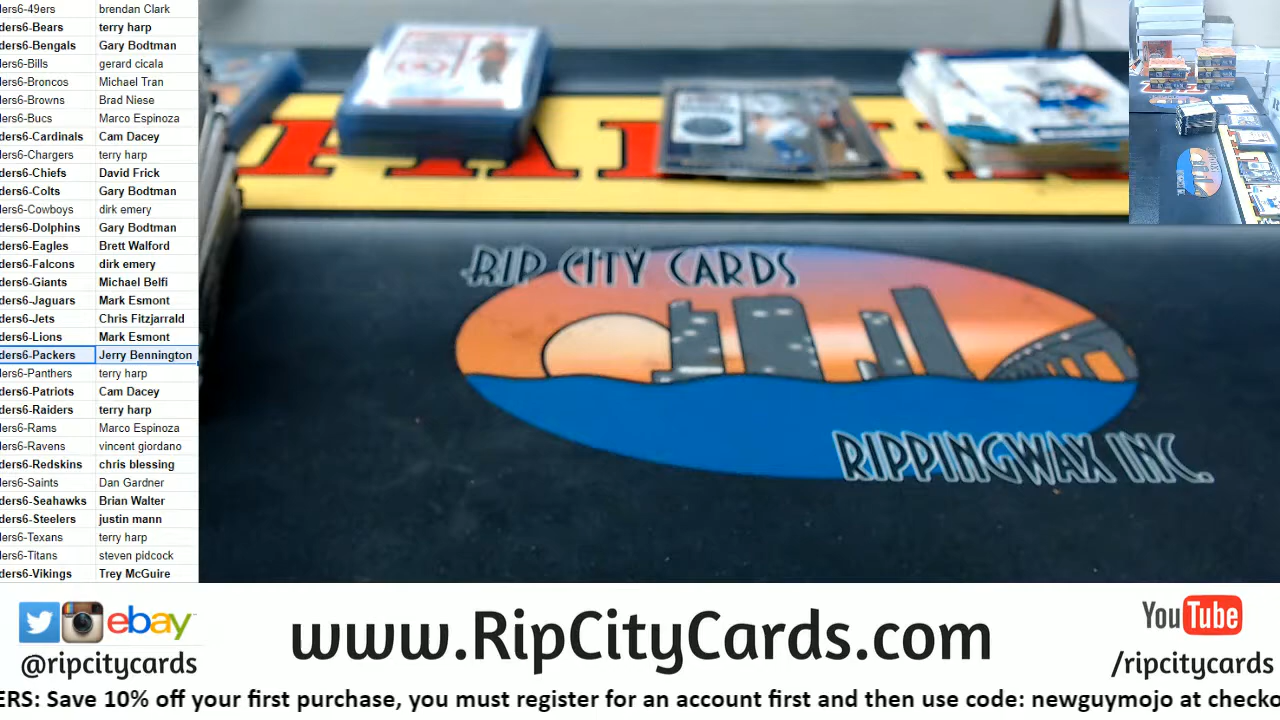 ders6-49ers brendan Clark
ders6-Bears terry harp
ders6-Bengals Gary Bodtman
ders6-Bills gerard cicala
ders6-Broncos Michael Tran
ders6-Browns Brad Niese
ders6-Bucs Marco Espinoza
ders6-Cardinals Cam Dacey
ders6-Chargers terry harp
ders6-Chiefs David Frick
ders6-Colts Gary Bodtman
ders6-Cowboys dirk emery
ders6-Dolphins Gary Bodtman
ders6-Eagles Brett Walford
ders6-Falcons dirk emery
ders6-Giants Michael Belfi
ders6-Jaguars Mark Esmont
ders6-Jets Chris Fitzjarrald
ders6-Lions Mark Esmont
ders6-Packers Jerry Bennington
ders6-Panthers terry harp
ders6-Patriots Cam Dacey
ders6-Raiders terry harp
ders6-Rams Marco Espinoza
ders6-Ravens vincent giordano
ders6-Redskins chris blessing
ders6-Saints Dan Gardner
ders6-Seahawks Brian Walter
ders6-Steelers justin mann
ders6-Texans terry harp
ders6-Titans steven pidcock
ders6-Vikings Trey McGuire
RIP CITY CARDS
RIPPINGWAX INC.
ebay
@ripcitycards
www.RipCityCards.com
YouTube
/ripcitycards
ERS: Save 10% off your first purchase, you must register for an account first and then use code: newguymojo at checko